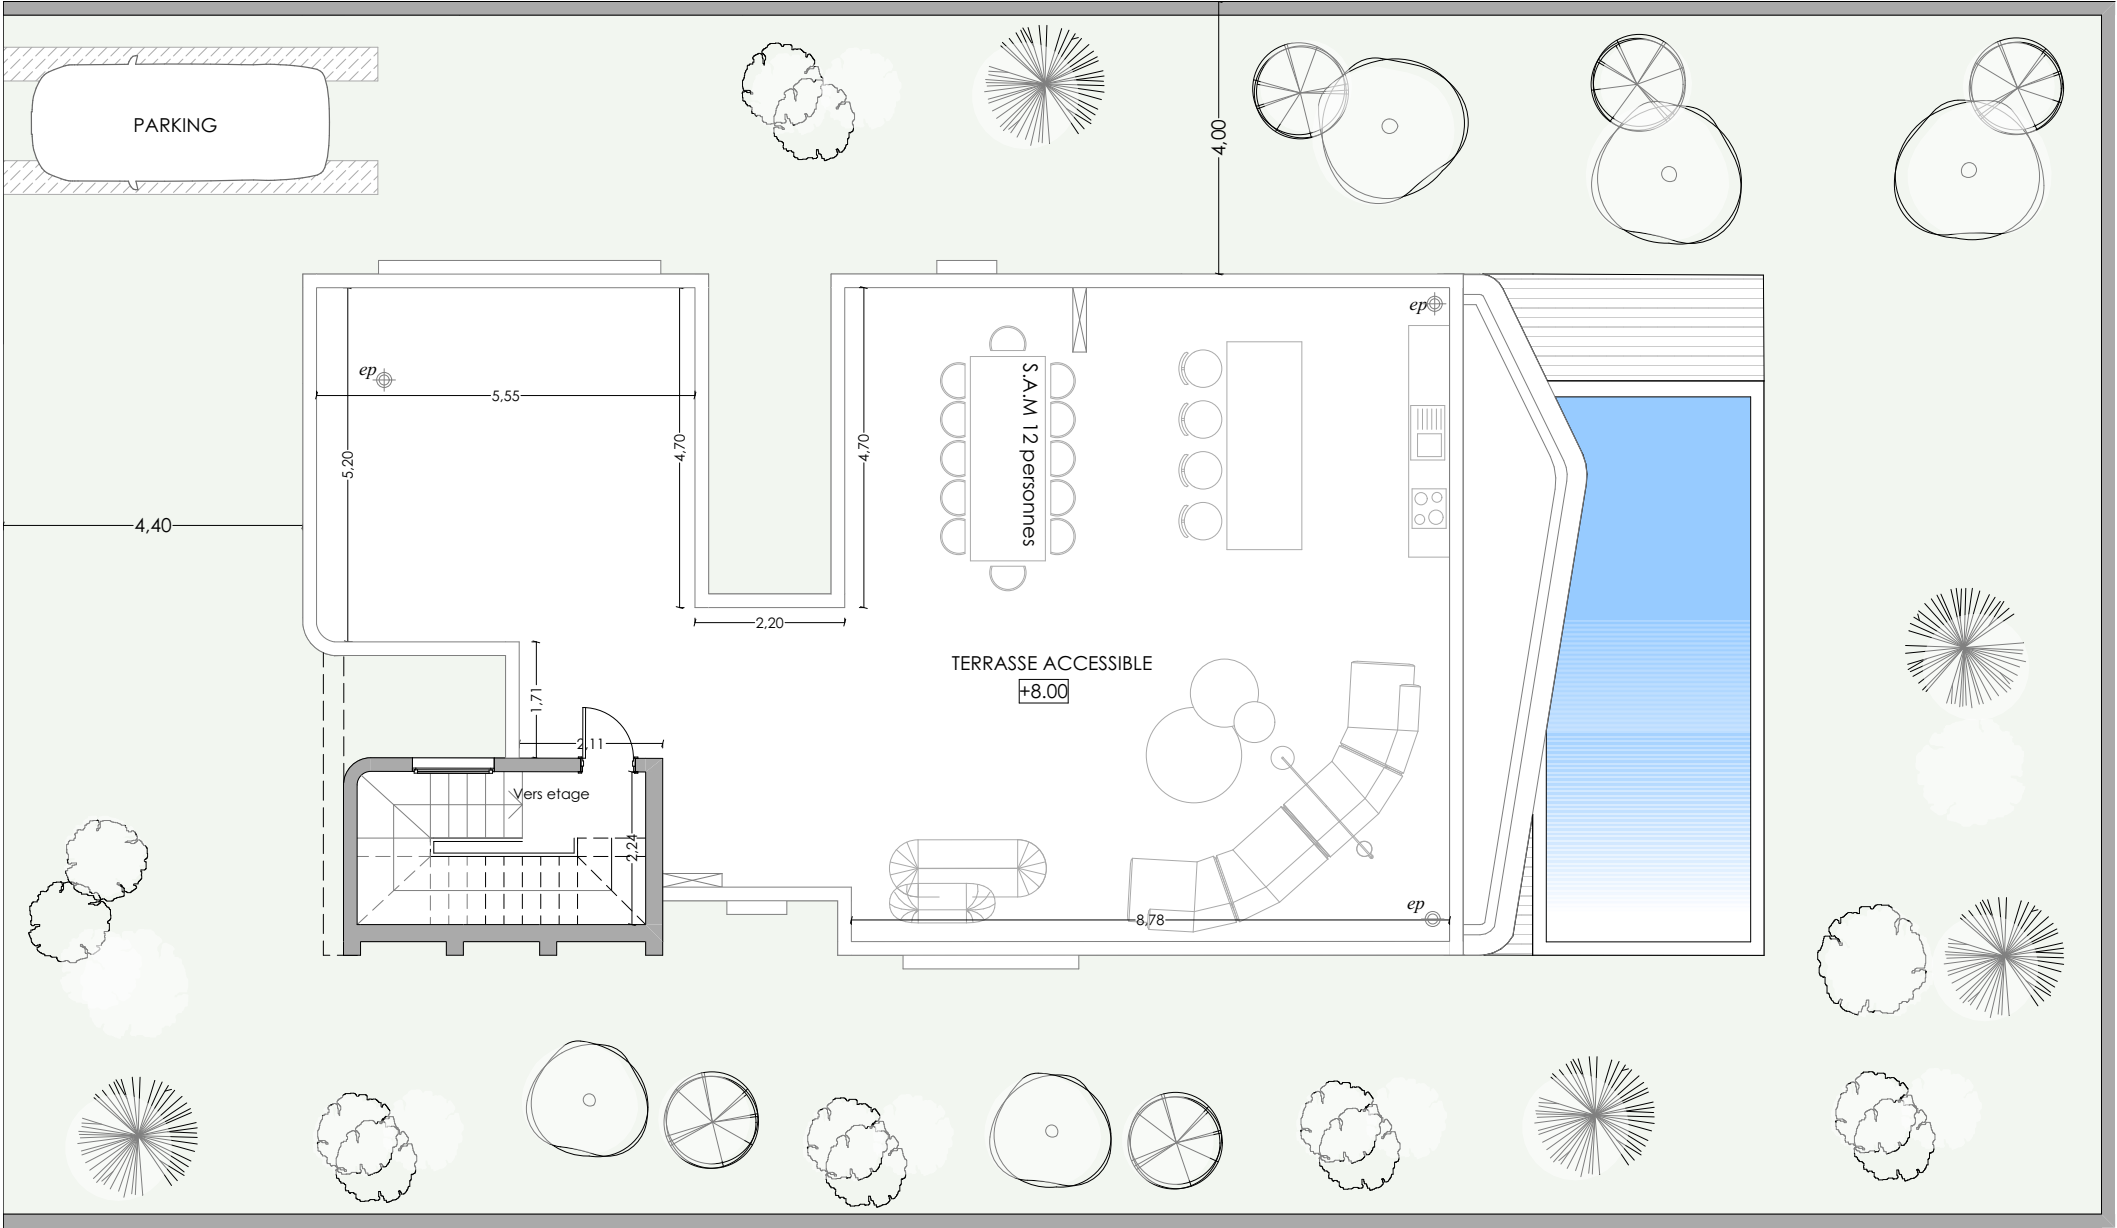 PARKING
4,00
ep
ep
5,55
S.A.M 12 personnes
5,20
4,70
4,70
4,40
2,20
TERRASSE ACCESSIBLE
+8.00
1,71
2,11
Vers etage
2,24
ep
8,78